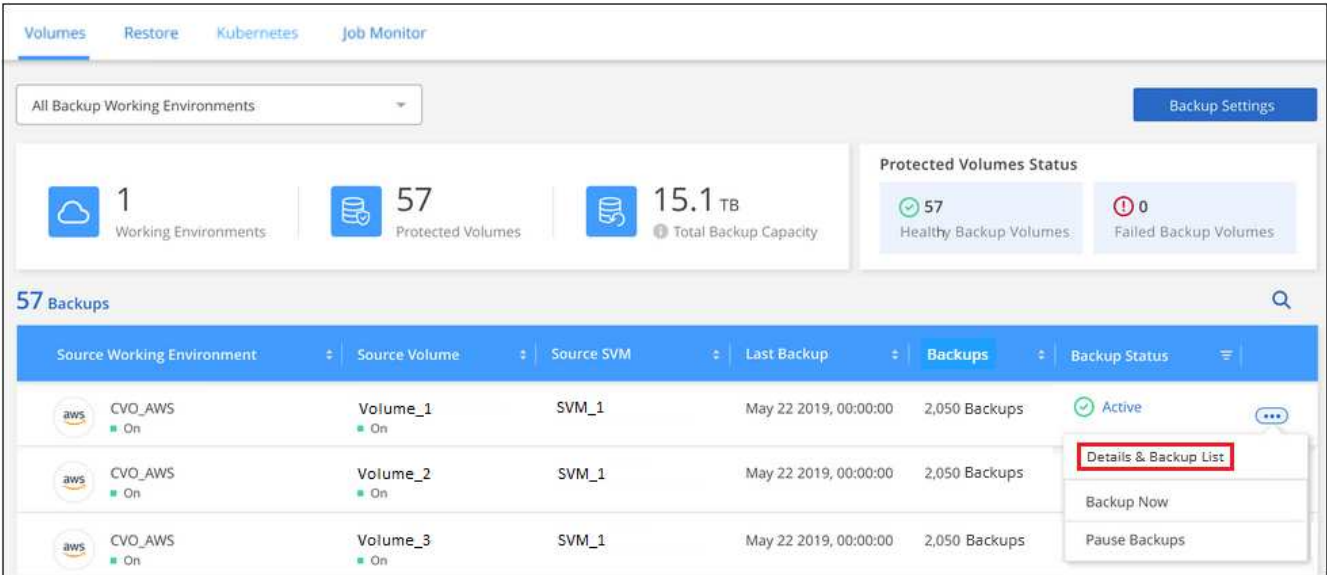 Volumes Restore Kubernetes Job Monitor
All Backup Working Environments
Backup Settings
1
Working Environments
57
Protected Volumes
15.1 TB
Total Backup Capacity
Protected Volumes Status
57
Healthy Backup Volumes
0
Failed Backup Volumes
57 Backups
Source Working Environment Source Volume Source SVM Last Backup Backups Backup Status
aws CVO_AWS Volume_1 SVM_1 May 22 2019, 00:00:00 2,050 Backups Active
On On
Details & Backup List
aws CVO_AWS Volume_2 SVM_1 May 22 2019, 00:00:00 2,050 Backups
On On
Backup Now
aws CVO_AWS Volume_3 SVM_1 May 22 2019, 00:00:00 2,050 Backups
On On
Pause Backups